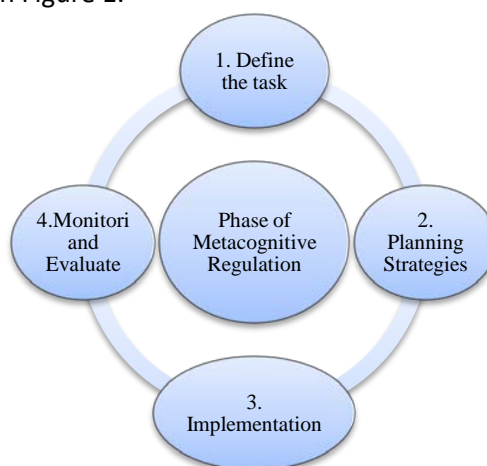 n Figure 1.
1. Define
the task
2.
Planning
Strategies
3.
Implementation
4.Monitori
and
Evaluate
Phase of
Metacognitive
Regulation